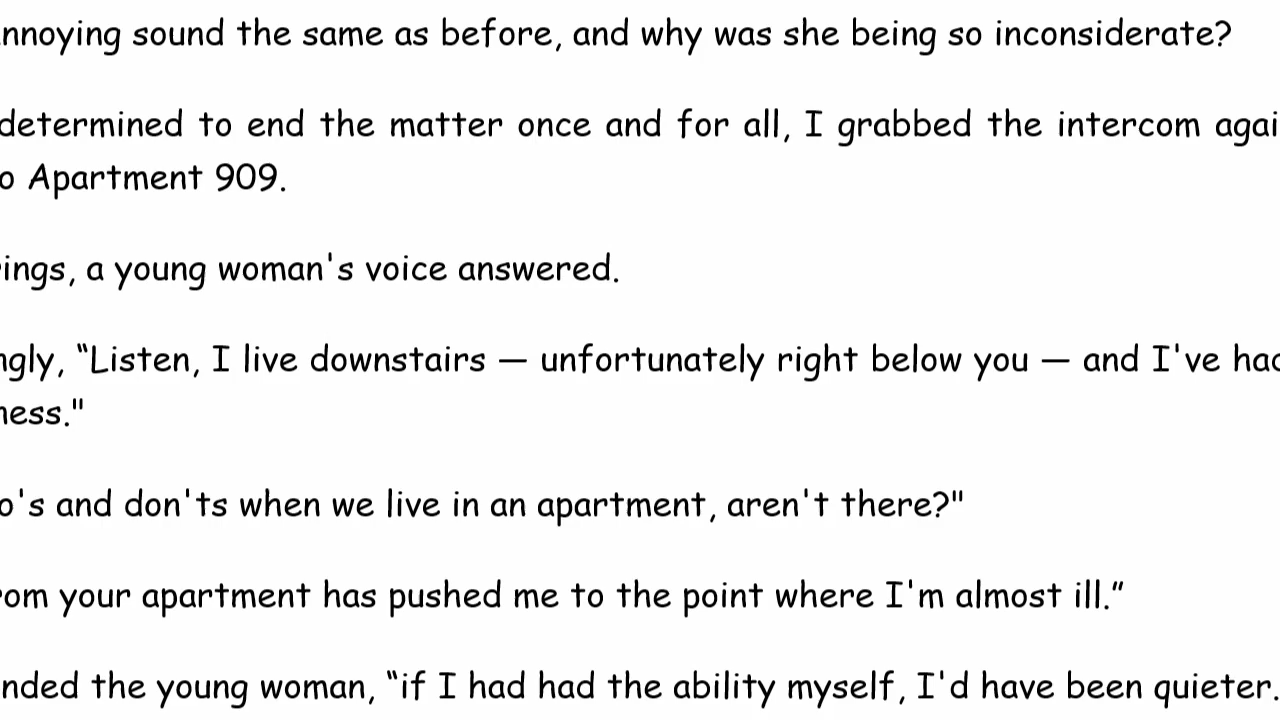 nnoying sound the same as before, and why was she being so inconsiderate?
determined to end the matter once and for all, I grabbed the intercom agai
o Apartment 909.
ings, a young woman's voice answered.
ngly, “Listen, I live downstairs — unfortunately right below you — and I've had
ness."
o's and don'ts when we live in an apartment, aren't there?"
om your apartment has pushed me to the point where I'm almost ill.”
nded the young woman, “if I had had the ability myself, I'd have been quieter.